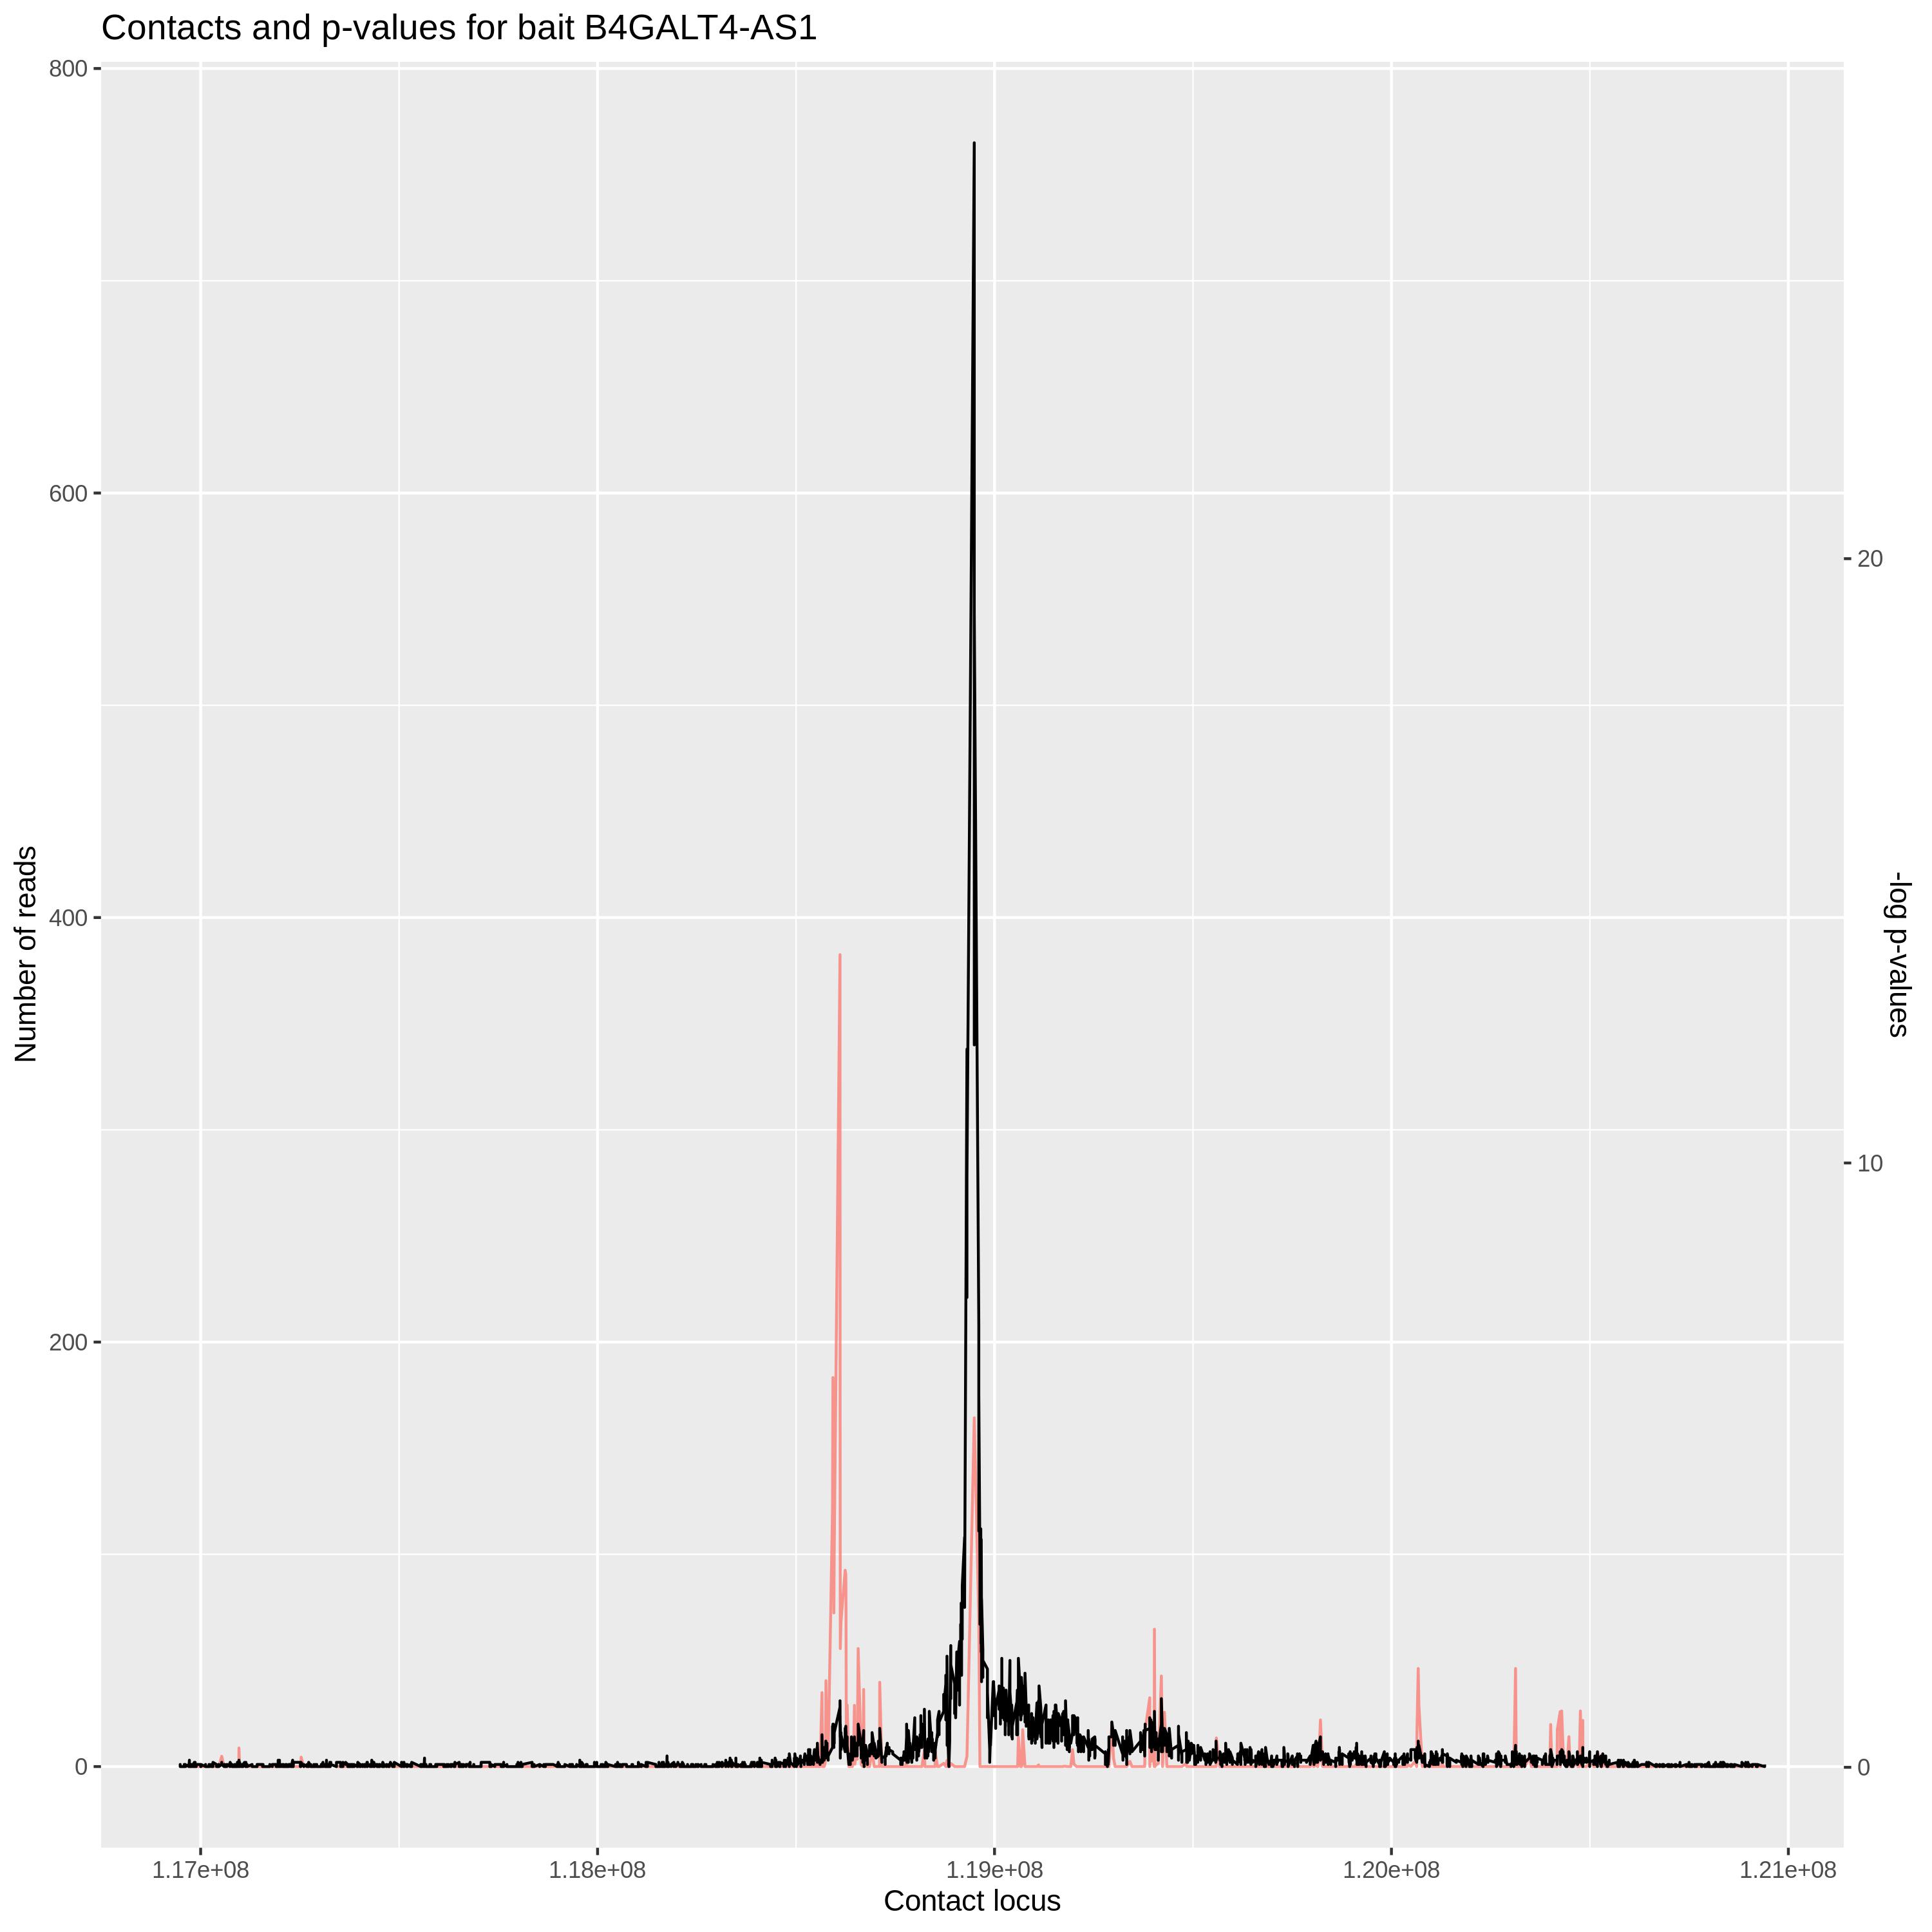 Contacts and p-values for bait B4GALT4-AS1
800
600
400
200
0
Number of reads
20
10
0
-log p-values
1.17e+08
1.18e+08
1.19e+08
1.20e+08
1.21e+08
Contact locus